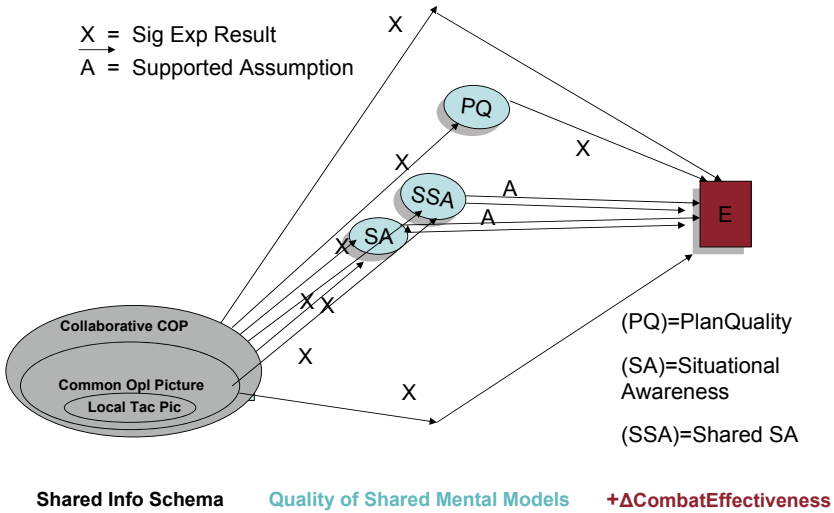 X = Sig Exp Result
A = Supported Assumption
X
PQ
X
X
SSA
A
E
SA
A
X
X
X
X
X
Collaborative COP
Common Opl Picture
Local Tac Pic
(PQ)=PlanQuality
(SA)=Situational
Awareness
(SSA)=Shared SA
Shared Info Schema
Quality of Shared Mental Models
+ΔCombatEffectiveness